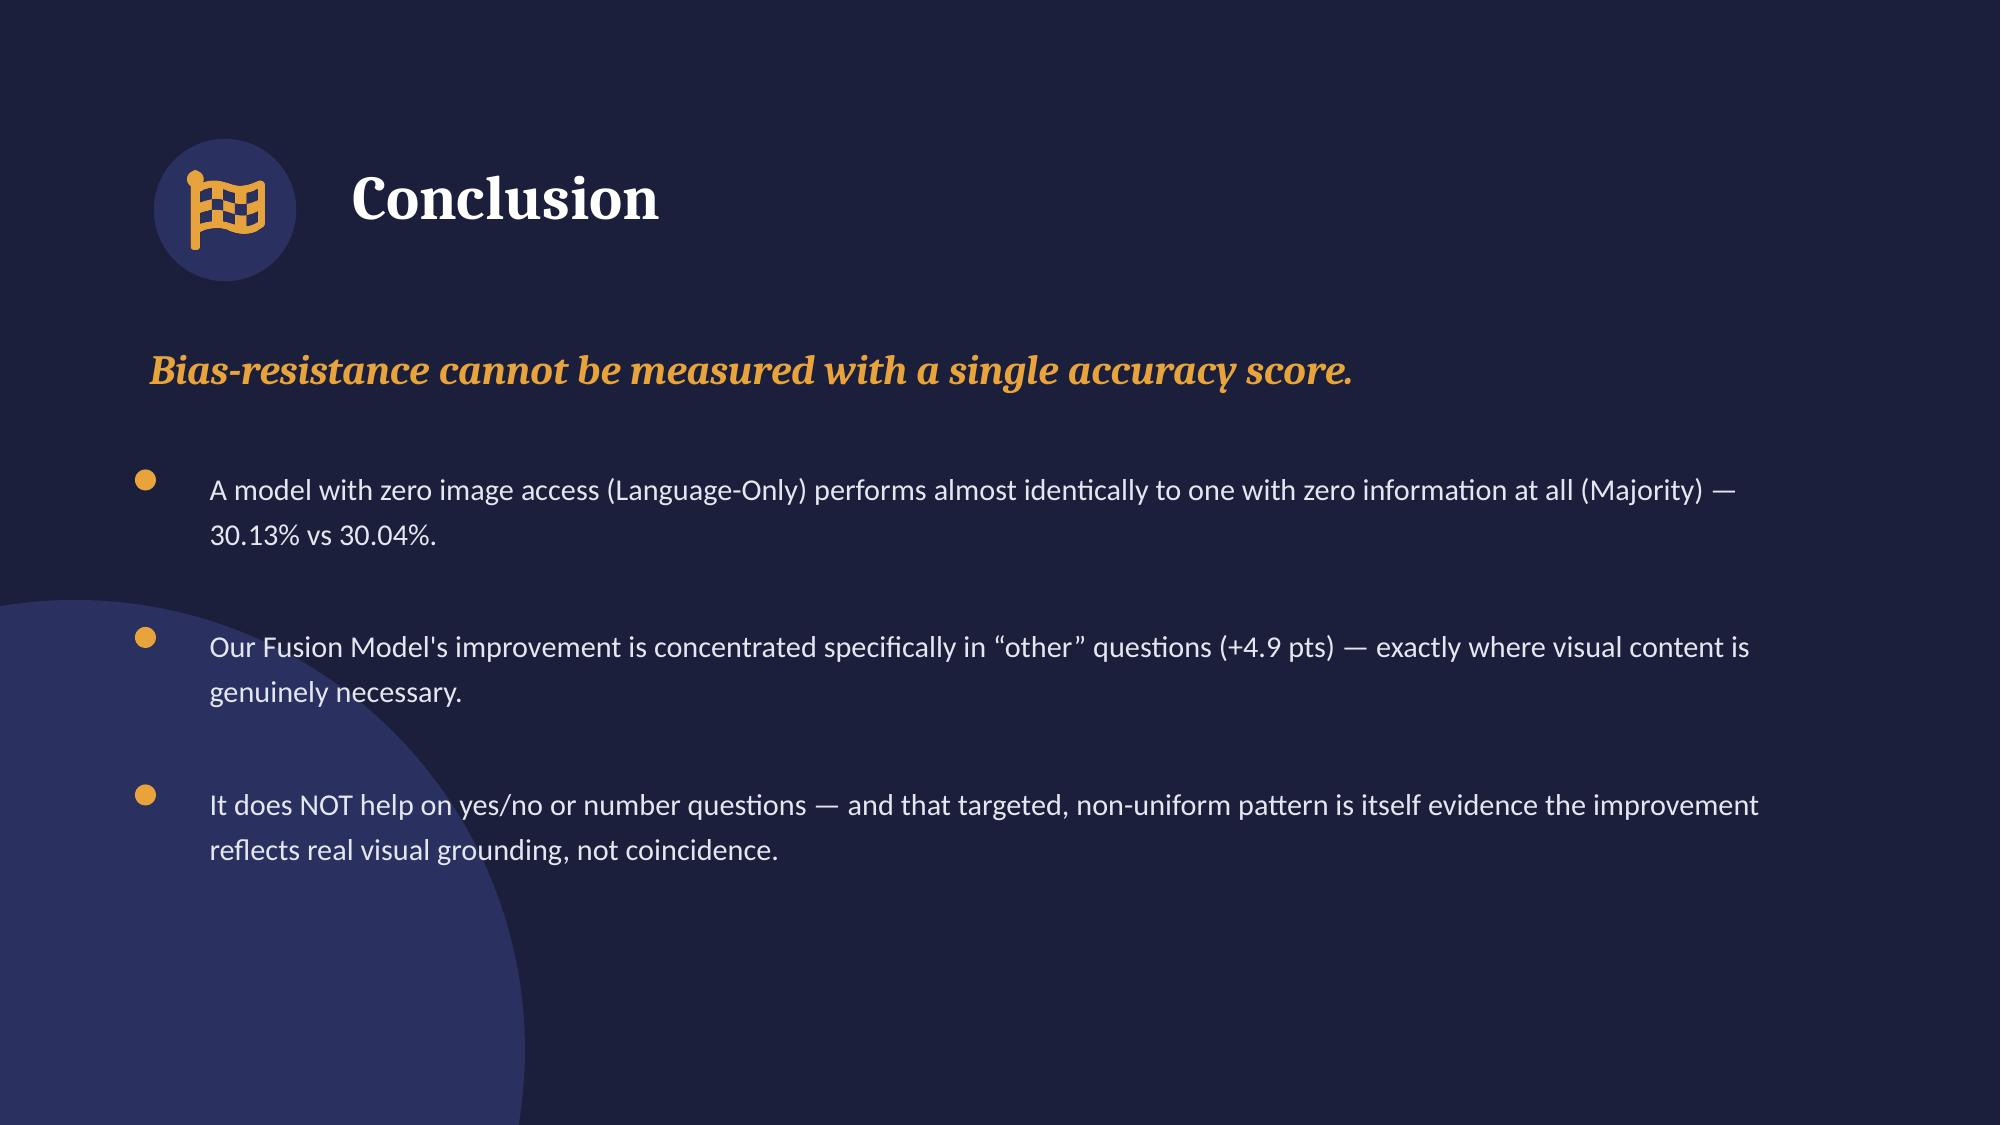 Conclusion
Bias-resistance cannot be measured with a single accuracy score.
A model with zero image access (Language-Only) performs almost identically to one with zero information at all (Majority) —
30.13% vs 30.04%.
Our Fusion Model's improvement is concentrated specifically in “other” questions (+4.9 pts) — exactly where visual content is
genuinely necessary.
It does NOT help on yes/no or number questions — and that targeted, non-uniform pattern is itself evidence the improvement
reflects real visual grounding, not coincidence.